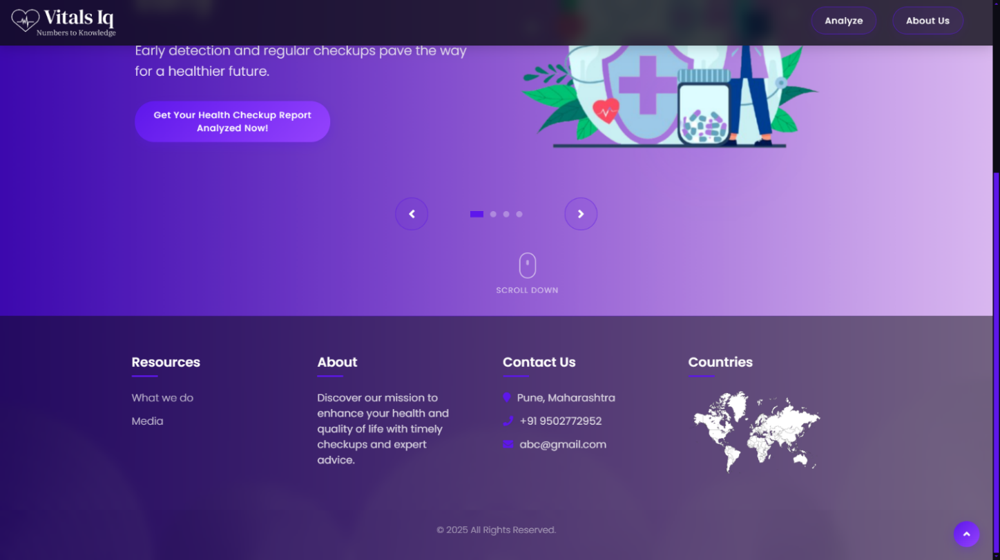 Vitals Iq
Numbers to Knowledge
Analyze
About Us
Early detection and regular checkups pave the way
for a healthier future.
Get Your Health Checkup Report
Analyzed Now!
SCROLL DOWN
Resources
What we do
Media
About
Discover our mission to
enhance your health and
quality of life with timely
checkups and expert
advice.
Contact Us
Pune, Maharashtra
+91 9502772952
abc@gmail.com
Countries
© 2025 All Rights Reserved.